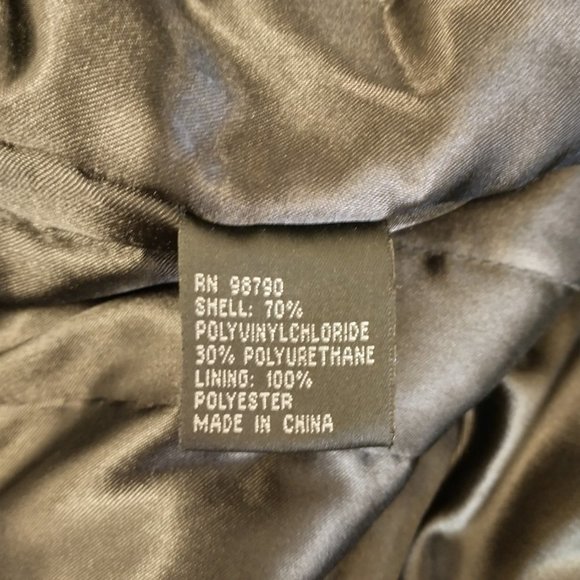 RN 98790
SHELL: 70%
POLYVINYLCHLORIDE
30% POLYURETHANE
LINING: 100%
POLYESTER
MADE IN CHINA